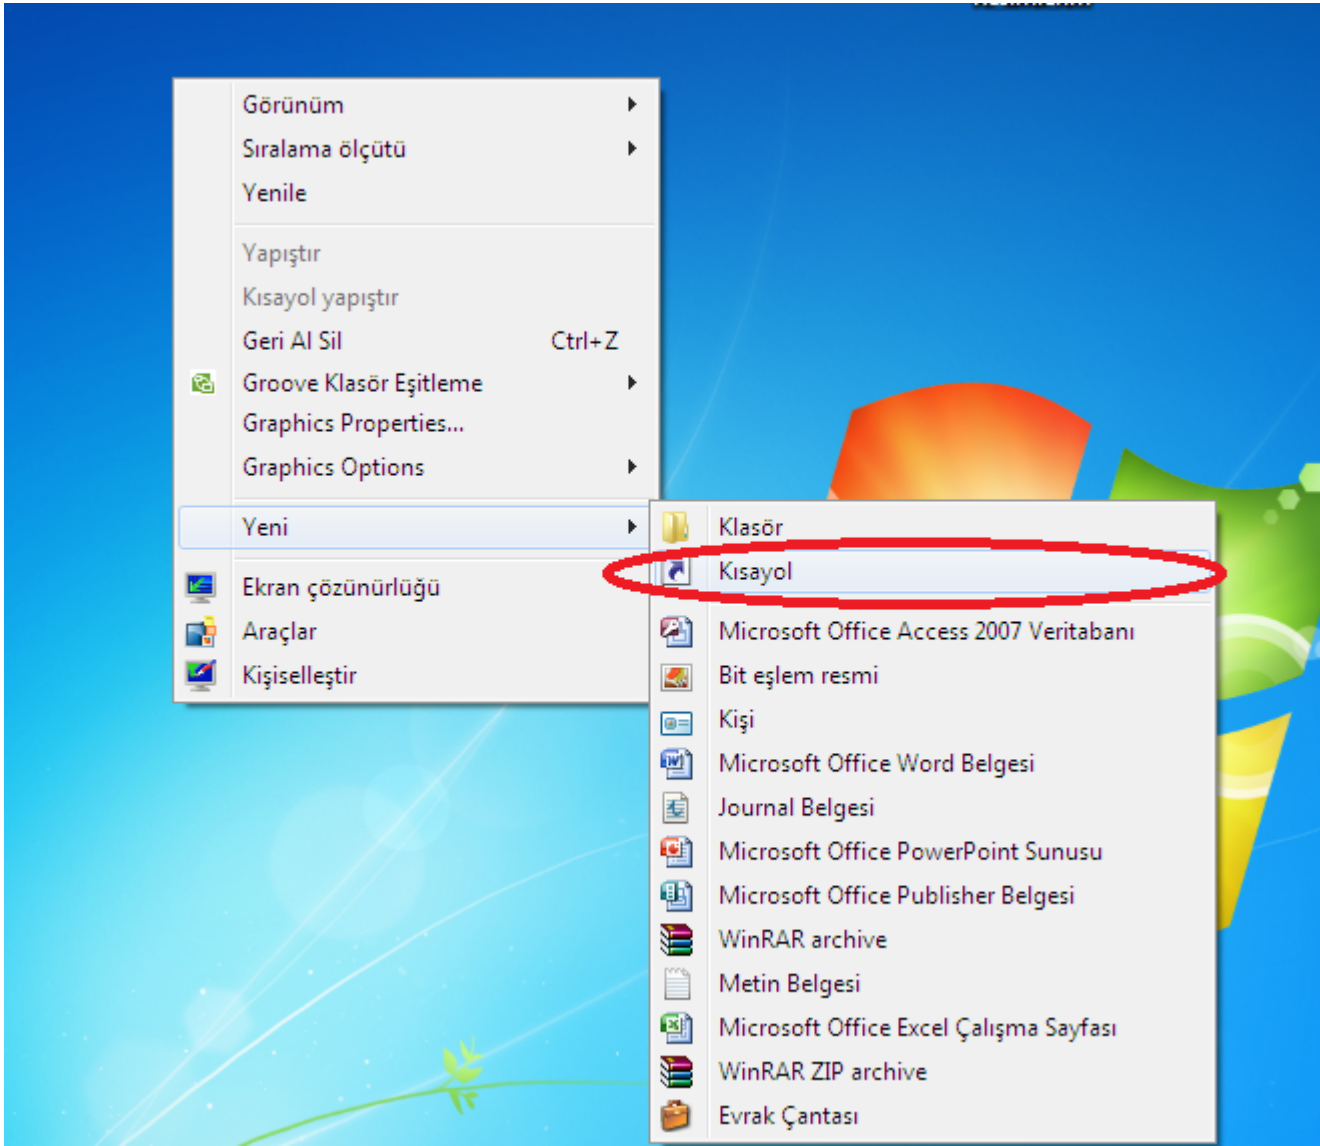 Görünüm
Sıralama ölçütü
Yenile
Yapıştır
Kısayol yapıştır
Geri Al Sil Ctrl+Z
Groove Klasör Eşitleme
Graphics Properties...
Graphics Options
Yeni
Ekran çözünürlüğü
Araçlar
Kişiselleştir
Klasör
Kısayol
Microsoft Office Access 2007 Veritabanı
Bit eşlem resmi
Kişi
Microsoft Office Word Belgesi
Journal Belgesi
Microsoft Office PowerPoint Sunusu
Microsoft Office Publisher Belgesi
WinRAR archive
Metin Belgesi
Microsoft Office Excel Çalışma Sayfası
WinRAR ZIP archive
Evrak Çantası